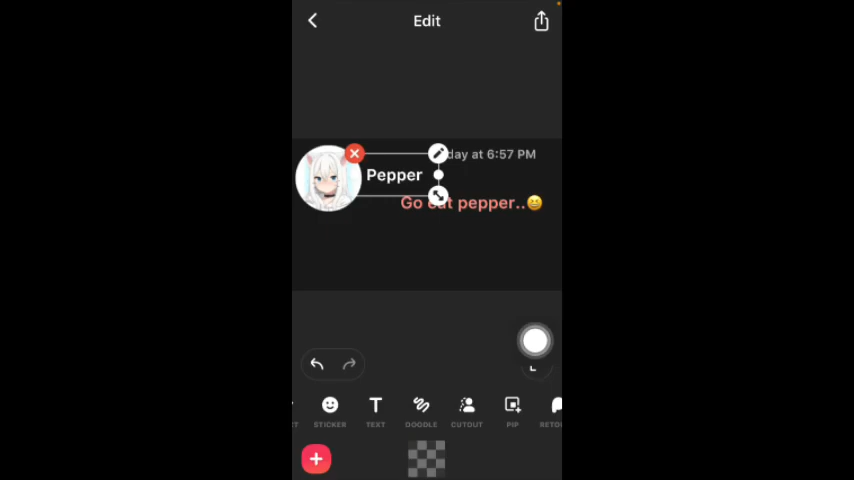 Edit
day at 6:57 PM
Pepper
Go eat pepper..😆
STICKER
TEXT
DOODLE
CUTOUT
PIP